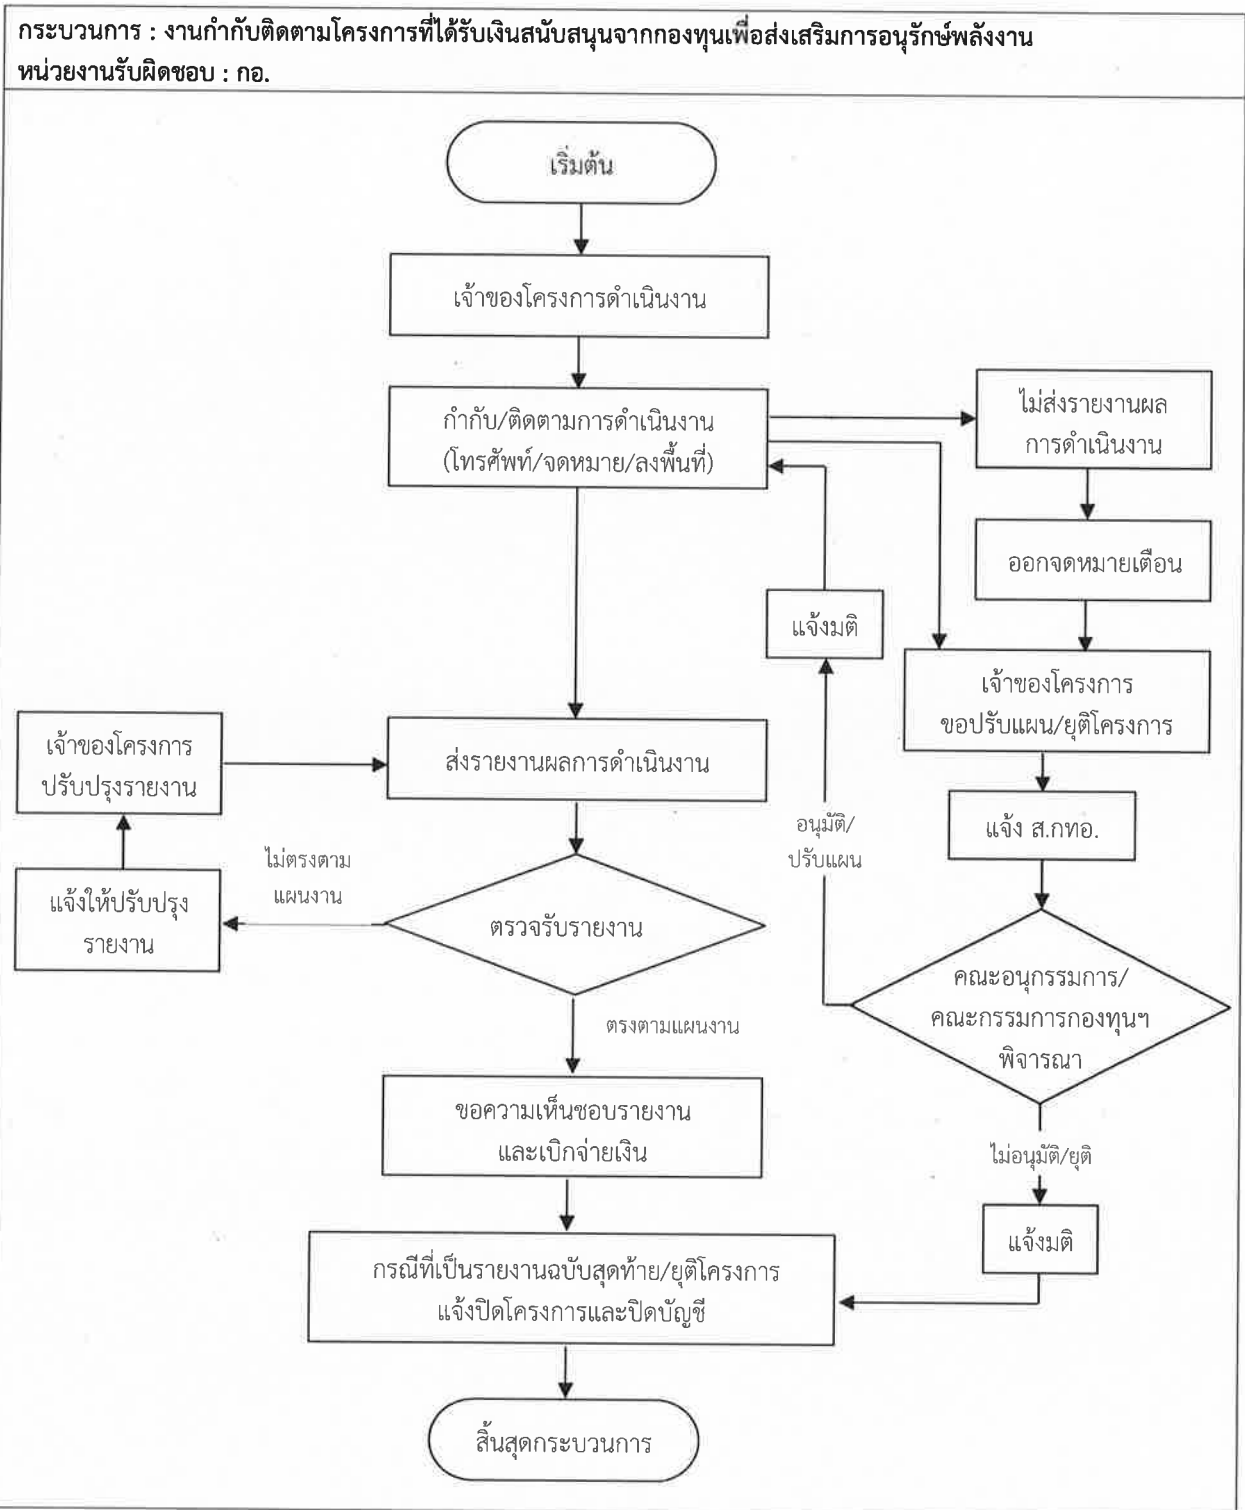 กระบวนการ : งานกำกับติดตามโครงการที่ได้รับเงินสนับสนุนจากกองทุนเพื่อส่งเสริมการอนุรักษ์พลังงาน
หน่วยงานรับผิดชอบ : กอ.
เริ่มต้น
เจ้าของโครงการดำเนินงาน
กำกับ/ติดตามการดำเนินงาน
(โทรศัพท์/จดหมาย/ลงพื้นที่)
ไม่ส่งรายงานผล
การดำเนินงาน
ออกจดหมายเตือน
แจ้งมติ
เจ้าของโครงการ
ขอปรับแผน/ยุติโครงการ
เจ้าของโครงการ
ปรับปรุงรายงาน
ส่งรายงานผลการดำเนินงาน
อนุมัติ/
ปรับแผน
แจ้ง ส.กทอ.
ไม่ตรงตาม
แผนงาน
แจ้งให้ปรับปรุง
รายงาน
ตรวจรับรายงาน
คณะอนุกรรมการ/
คณะกรรมการกองทุนฯ
พิจารณา
ตรงตามแผนงาน
ขอความเห็นชอบรายงาน
และเบิกจ่ายเงิน
ไม่อนุมัติ/ยุติ
แจ้งมติ
กรณีที่เป็นรายงานฉบับสุดท้าย/ยุติโครงการ
แจ้งปิดโครงการและปิดบัญชี
สิ้นสุดกระบวนการ